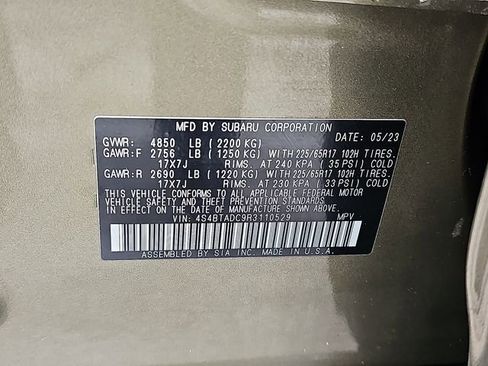 MFD BY SUBARU CORPORATION
GVWR: 4850 LB (2200 KG) DATE: 05/23
GAWR:F 2756 LB (1250 KG) WITH 225/65R17 102H TIRES.
17X7J RIMS. AT 240 KPA ( 35 PSI) COLD
GAWR:R 2690 LB (1220 KG) WITH 225/65R17 102H TIRES.
17X7J RIMS. AT 230 KPA ( 33 PSI) COLD
THIS VEHICLE CONFORMS TO ALL APPLICABLE FEDERAL MOTOR
VEHICLE SAFETY AND THEFT PREVENTION STANDARDS IN EFFECT ON THE
DATE OF MANUFACTURE SHOWN ABOVE.
VIN: 4S4BTADC9R3110529 MPV
ASSEMBLED BY SIA INC. MADE IN U.S.A.